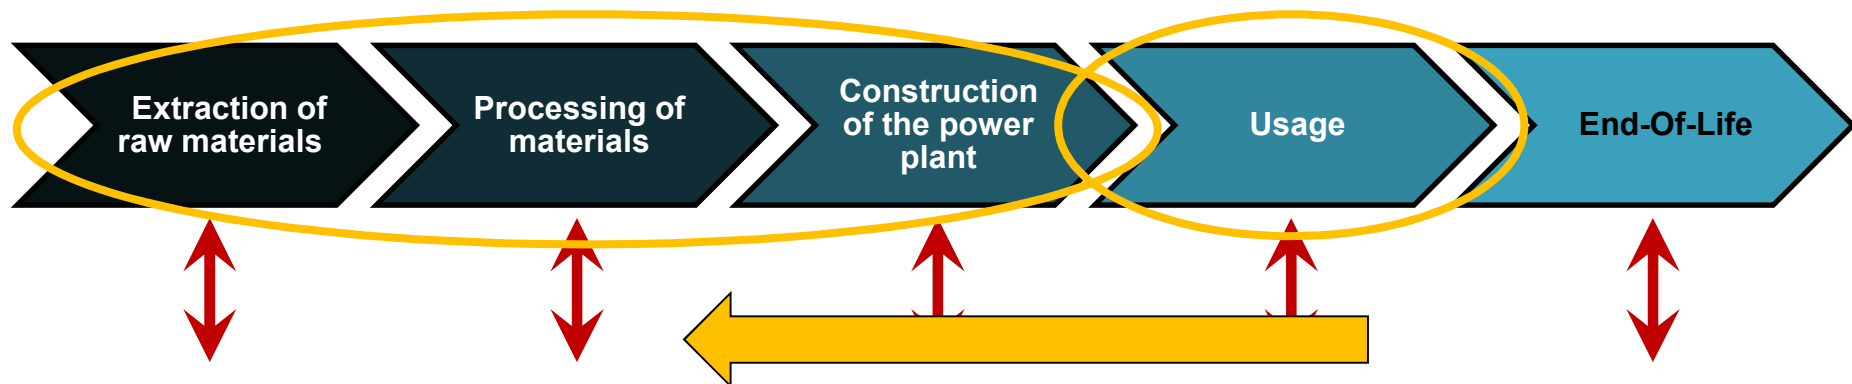 Extraction of
raw materials
Processing of
materials
Construction
of the power
plant
Usage
End-Of-Life